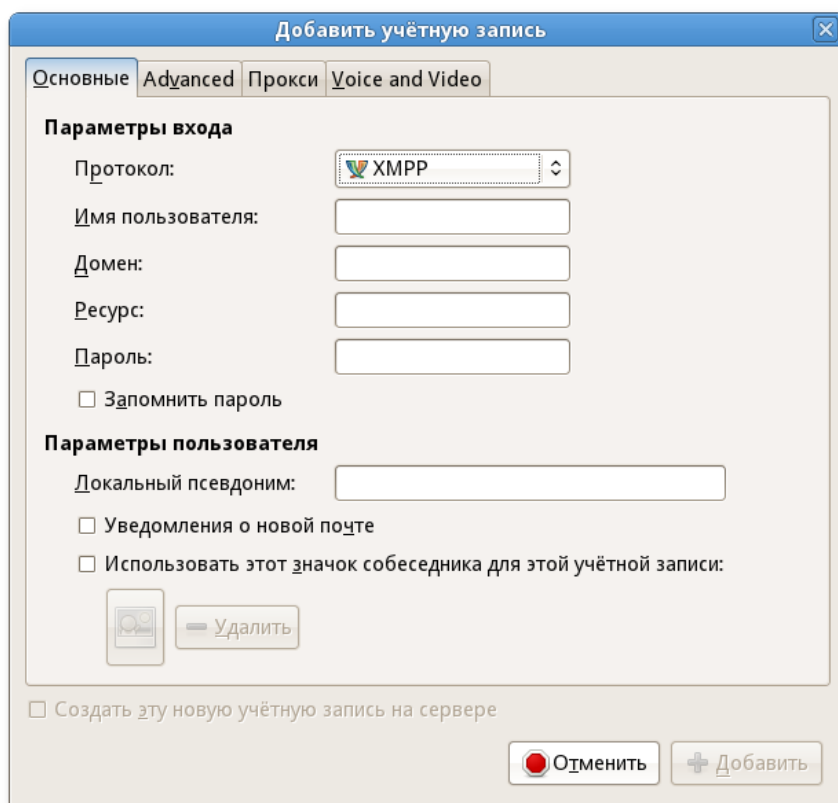 Добавить учётную запись
Основные Advanced Прокси Voice and Video
Параметры входа
Протокол: XMPP
Имя пользователя:
Домен:
Ресурс:
Пароль:
Запомнить пароль
Параметры пользователя
Локальный псевдоним:
Уведомления о новой почте
Использовать этот значок собеседника для этой учётной записи:
Удалить
Создать эту новую учётную запись на сервере
Отменить Добавить